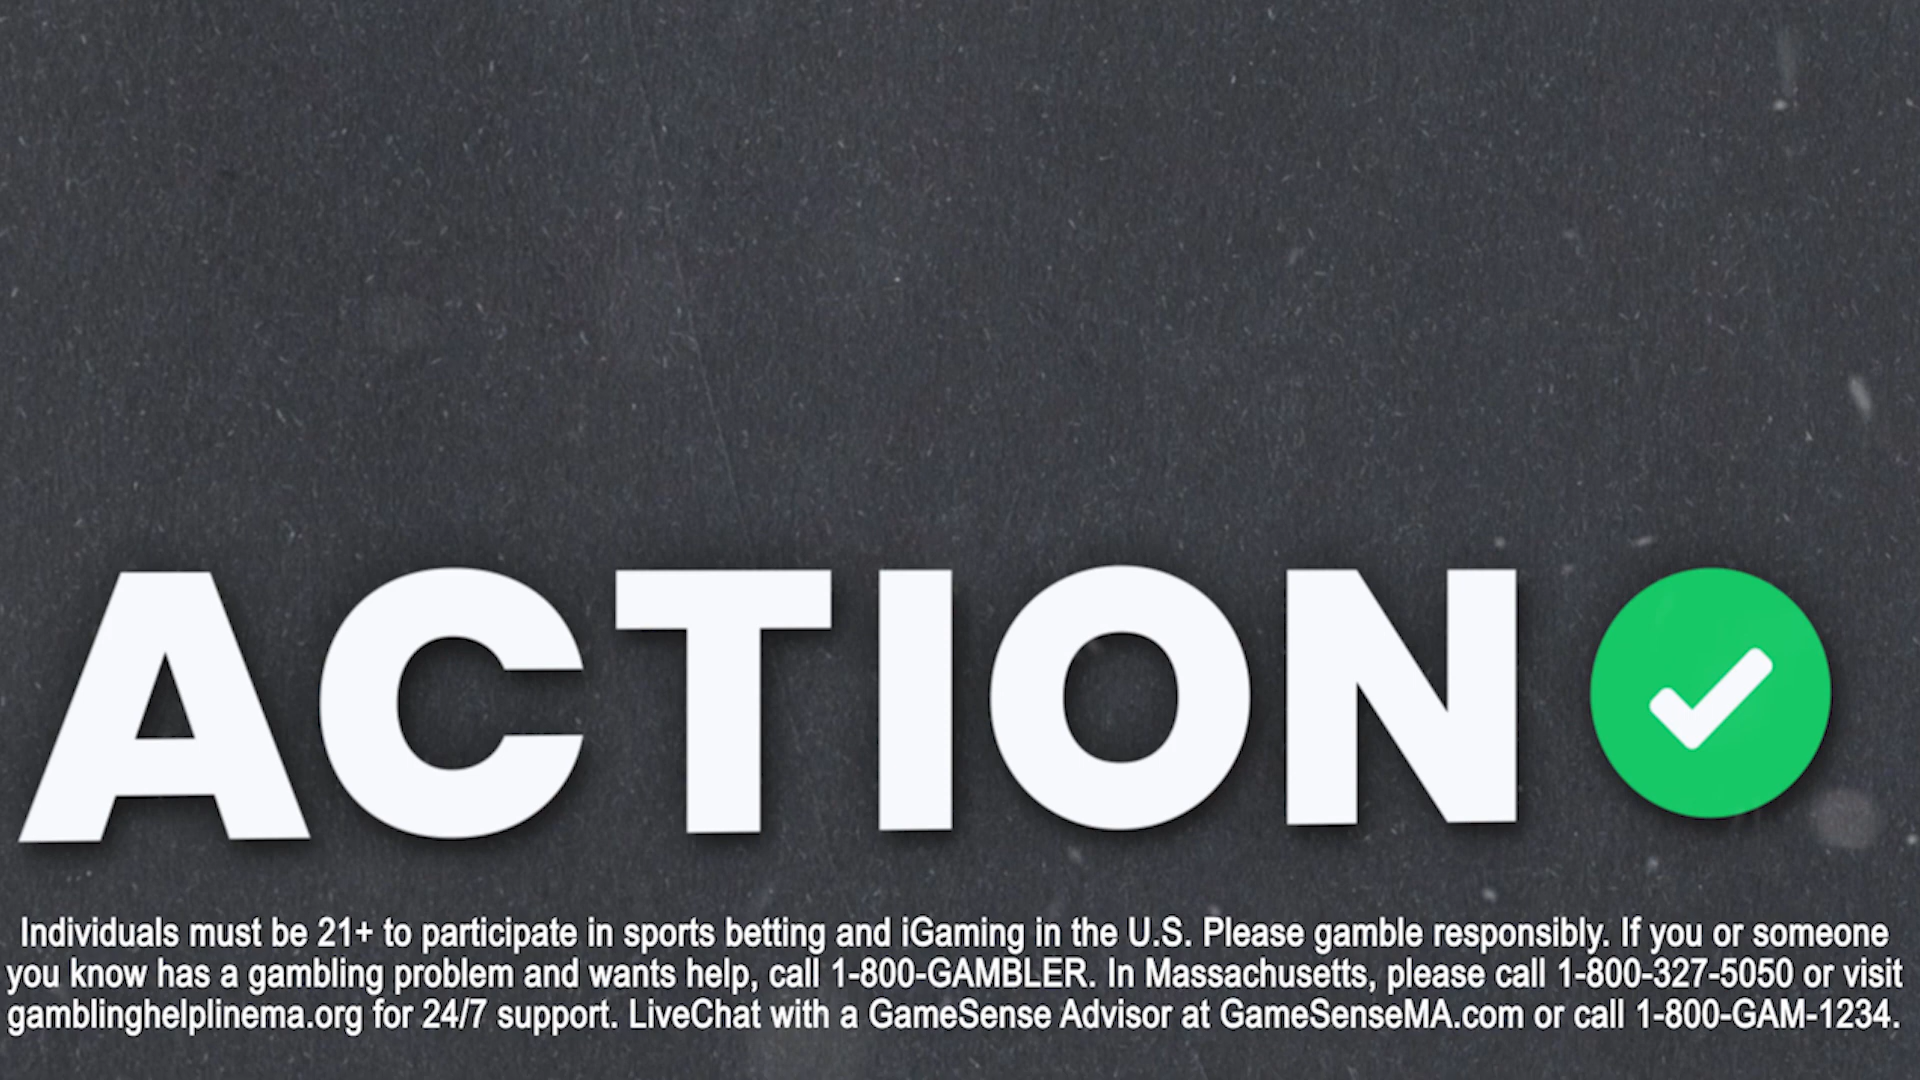 ACTION
Individuals must be 21+ to participate in sports betting and iGaming in the U.S. Please gamble responsibly. If you or someone
you know has a gambling problem and wants help, call 1-800-GAMBLER. In Massachusetts, please call 1-800-327-5050 or visit
gamblinghelplinema.org for 24/7 support. LiveChat with a GameSense Advisor at GameSenseMA.com or call 1-800-GAM-1234.